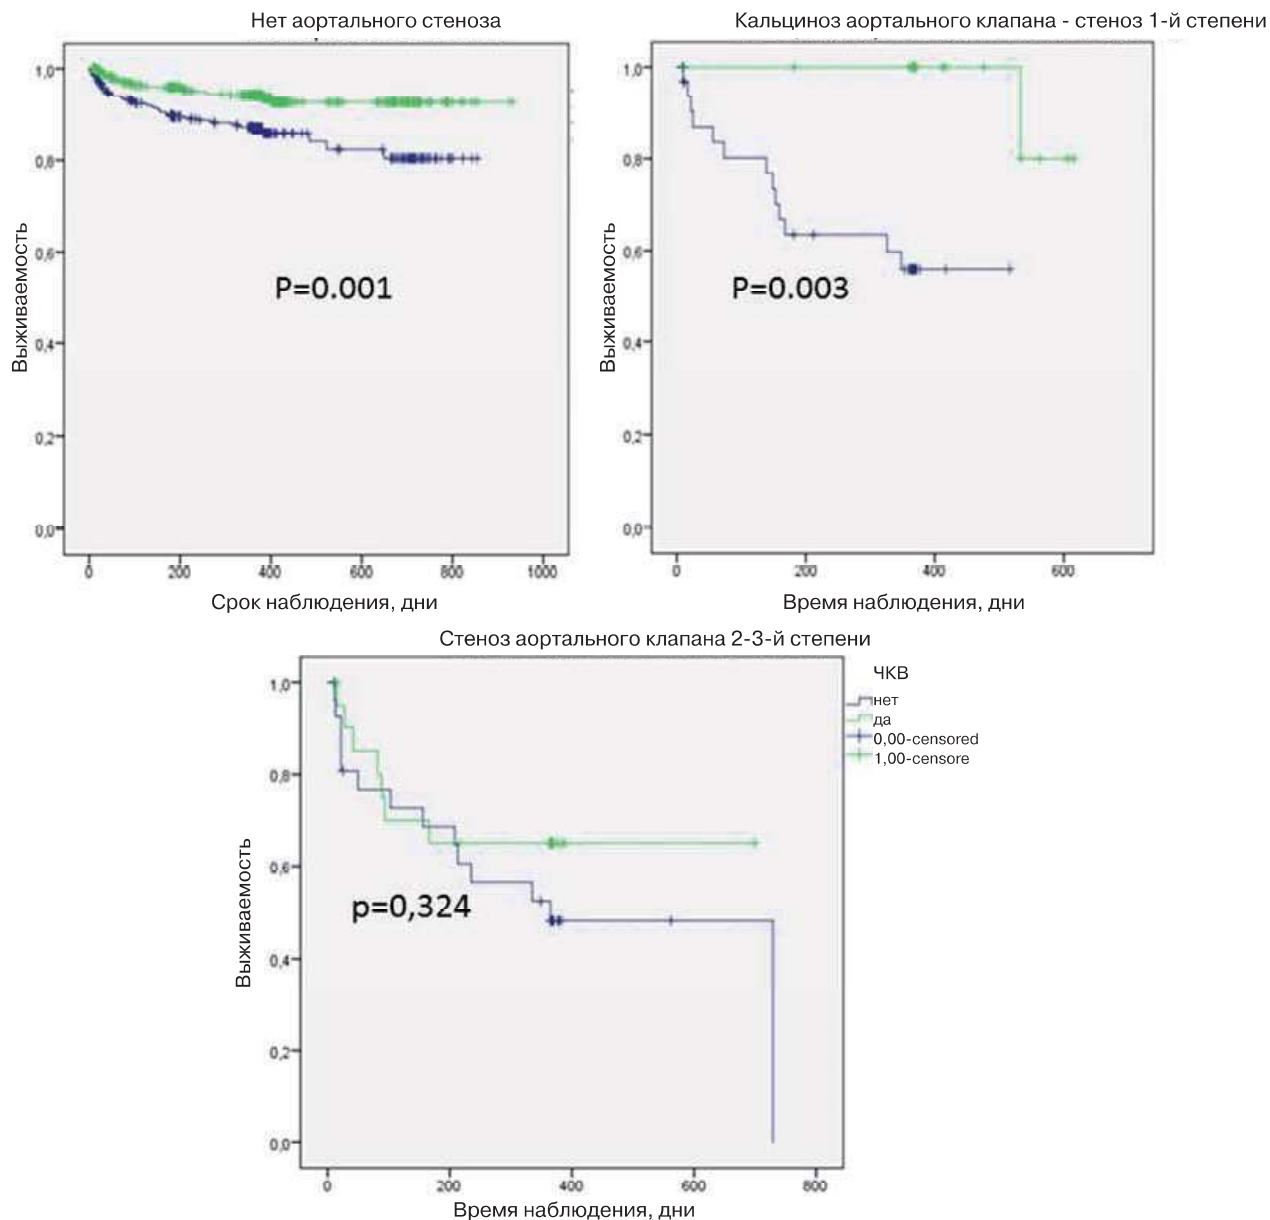 Нет аортального стеноза
1,0
0,8
0,6
0,4
0,2
0,0
Выживаемость
P=0.001
0 200 400 600 800 1000
Срок наблюдения, дни
Кальциноз аортального клапана - стеноз 1-й степени
1,0
0,8
0,6
0,4
0,2
0,0
Выживаемость
P=0.003
0 200 400 600
Время наблюдения, дни
Стеноз аортального клапана 2-3-й степени
1,0
0,8
0,6
0,4
0,2
0,0
Выживаемость
p=0,324
0 200 400 600 800
Время наблюдения, дни
ЧКВ
нет
да
0,00-censored
1,00-censore